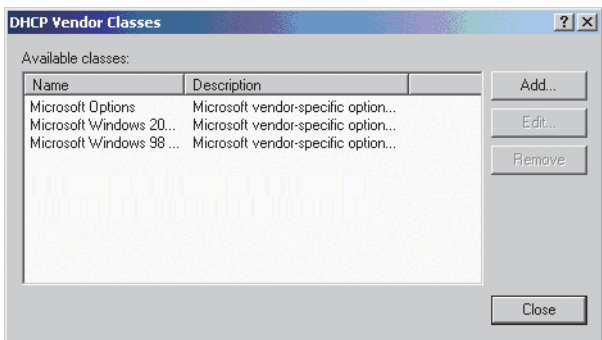 DHCP Vendor Classes
Available classes:
Name Description
Microsoft Options Microsoft vendor-specific option...
Microsoft Windows 20... Microsoft vendor-specific option...
Microsoft Windows 98 ... Microsoft vendor-specific option...
Add...
Edit...
Remove
Close